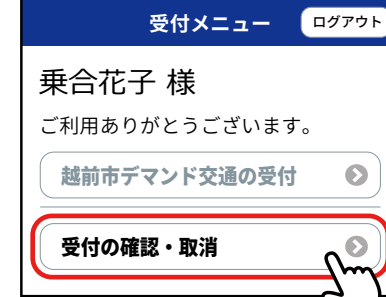 受付メニュー ログアウト
乗合花子 様
ご利用ありがとうございます。
越前市デマンド交通の受付
受付の確認・取消